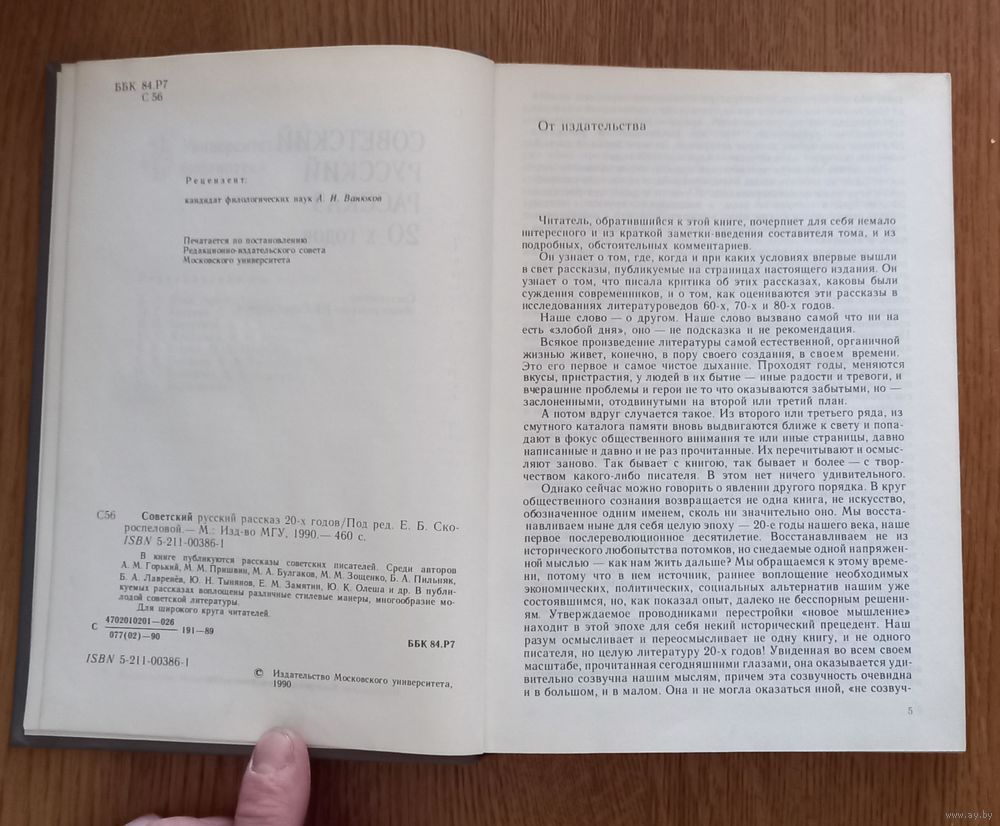 ББК 84.Р7
С 56
Рецензент:
кандидат филологических наук А. И. Ванюков
Печатается по постановлению
Редакционно-издательского совета
Московского университета
С56 Советский русский рассказ 20-х годов/Под ред. Е. Б. Ско-
роспеловой.— М.: Изд-во МГУ, 1990.— 460 с.
ISBN 5-211-00386-1
В книге публикуются рассказы советских писателей. Среди авторов
А. М. Горький, М. М. Пришвин, М. А. Булгаков, М. М. Зощенко, Б. А. Пильняк,
Б. А. Лавренёв, Ю. Н. Тынянов, Е. М. Замятин, Ю. К. Олеша и др. В публи-
куемых рассказах воплощены различные стилевые манеры, многообразие мо-
лодой советской литературы.
Для широкого круга читателей.
С 4702010201—026
077(02)—90 191—89
ББК 84.Р7
ISBN 5-211-00386-1
© Издательство Московского университета,
1990
От издательства
Читатель, обратившийся к этой книге, почерпнет для себя немало
интересного и из краткой заметки-введения составителя тома, и из
подробных, обстоятельных комментариев.
Он узнает о том, где, когда и при каких условиях впервые вышли
в свет рассказы, публикуемые на страницах настоящего издания. Он
узнает о том, что писала критика об этих рассказах, каковы были
суждения современников, и о том, как оцениваются эти рассказы в
исследованиях литературоведов 60-х, 70-х и 80-х годов.
Наше слово — о другом. Наше слово вызвано самой что ни на
есть «злобой дня», оно — не подсказка и не рекомендация.
Всякое произведение литературы самой естественной, органичной
жизнью живет, конечно, в пору своего создания, в своем времени.
Это его первое и самое чистое дыхание. Проходят годы, меняются
вкусы, пристрастия, у людей в их бытие — иные радости и тревоги, и
вчерашние проблемы и герои не то что оказываются забытыми, но —
заслоненными, отодвинутыми на второй или третий план.
А потом вдруг случается такое. Из второго или третьего ряда, из
смутного каталога памяти вновь выдвигаются ближе к свету и попа-
дают в фокус общественного внимания те или иные страницы, давно
написанные и давно и не раз прочитанные. Их перечитывают и осмыс-
ляют заново. Так бывает с книгою, так бывает и более — с твор-
чеством какого-либо писателя. В этом нет ничего удивительного.
Однако сейчас можно говорить о явлении другого порядка. В круг
общественного сознания возвращается не одна книга, не искусство,
обозначенное одним именем, сколь ни значительно оно. Мы восста-
навливаем ныне для себя целую эпоху — 20-е годы нашего века, наше
первое послереволюционное десятилетие. Восстанавливаем не из
исторического любопытства потомков, но снедаемые одной напряжен-
ной мыслью — как нам жить дальше? Мы обращаемся к этому време-
ни, потому что в нем источник, раннее воплощение необходимых
экономических, политических, социальных альтернатив нашим уже
состоявшимся, но, как показал опыт, далеко не бесспорным решени-
ям. Утверждаемое проводниками перестройки «новое мышление»
находит в этой эпохе для себя некий исторический прецедент. Наш
разум осмысливает и переосмысливает не одну книгу, и не одного
писателя, но целую литературу 20-х годов! Увиденная во всем своем
масштабе, прочитанная сегодняшними глазами, она оказывается уди-
вительно созвучна нашим мыслям, причем эта созвучность очевидна
и в большом, и в малом. Она и не могла оказаться иной, «не созвуч-
5
www.ay.by